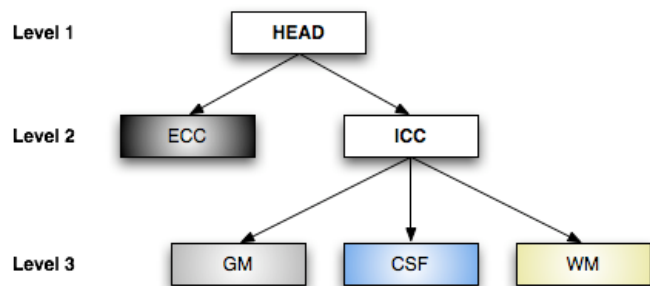 Level 1 HEAD
Level 2 ECC ICC
Level 3 GM CSF WM